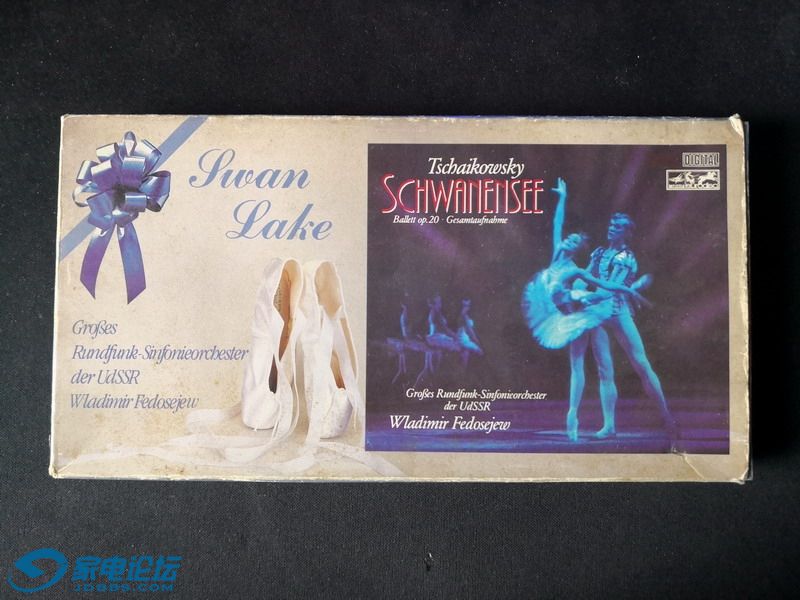 Swan
Lake
Großes
Rundfunk-Sinfonieorchester
der UdSSR
Wladimir Fedosejew
DIGITAL
Tschaikowsky
SCHWANENSEE
Ballett op. 20 · Gesamtaufnahme
Großes Rundfunk-Sinfonieorchester
der UdSSR
Wladimir Fedosejew
家电论坛
JDBBS.COM